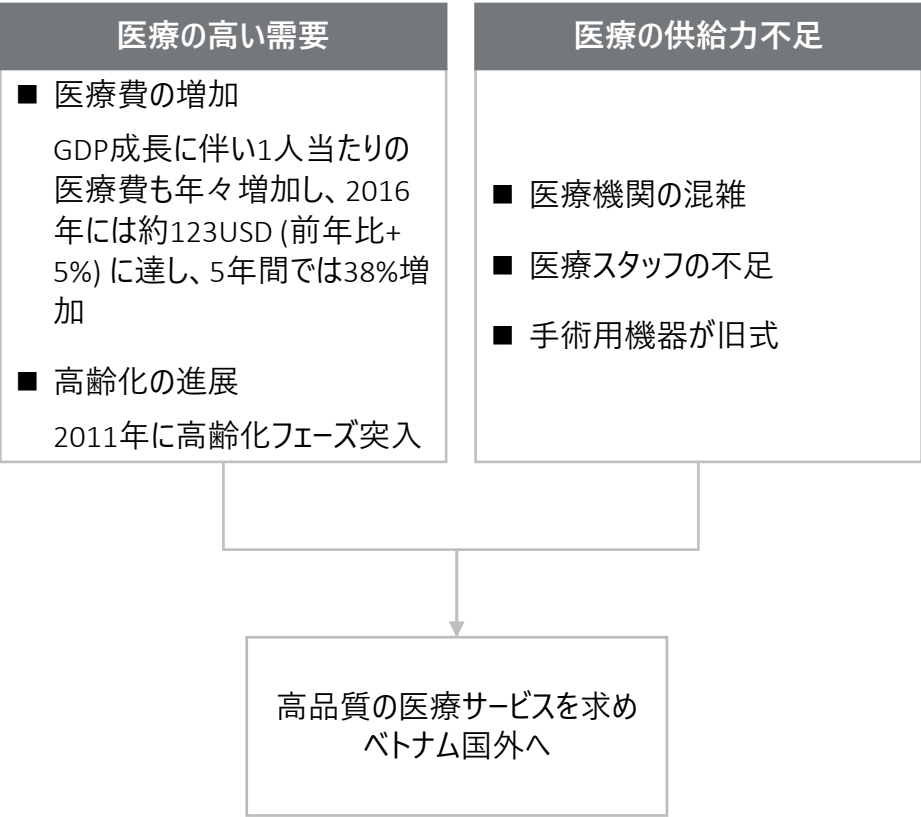 医療の高い需要
■ 医療費の増加
GDP成長に伴い1人当たりの
医療費も年々増加し、2016
年には約123USD (前年比+
5%) に達し、5年間では38%増
加
■ 高齢化の進展
2011年に高齢化フェーズ突入
医療の供給力不足
■ 医療機関の混雑
■ 医療スタッフの不足
■ 手術用機器が旧式
高品質の医療サービスを求め
ベトナム国外へ